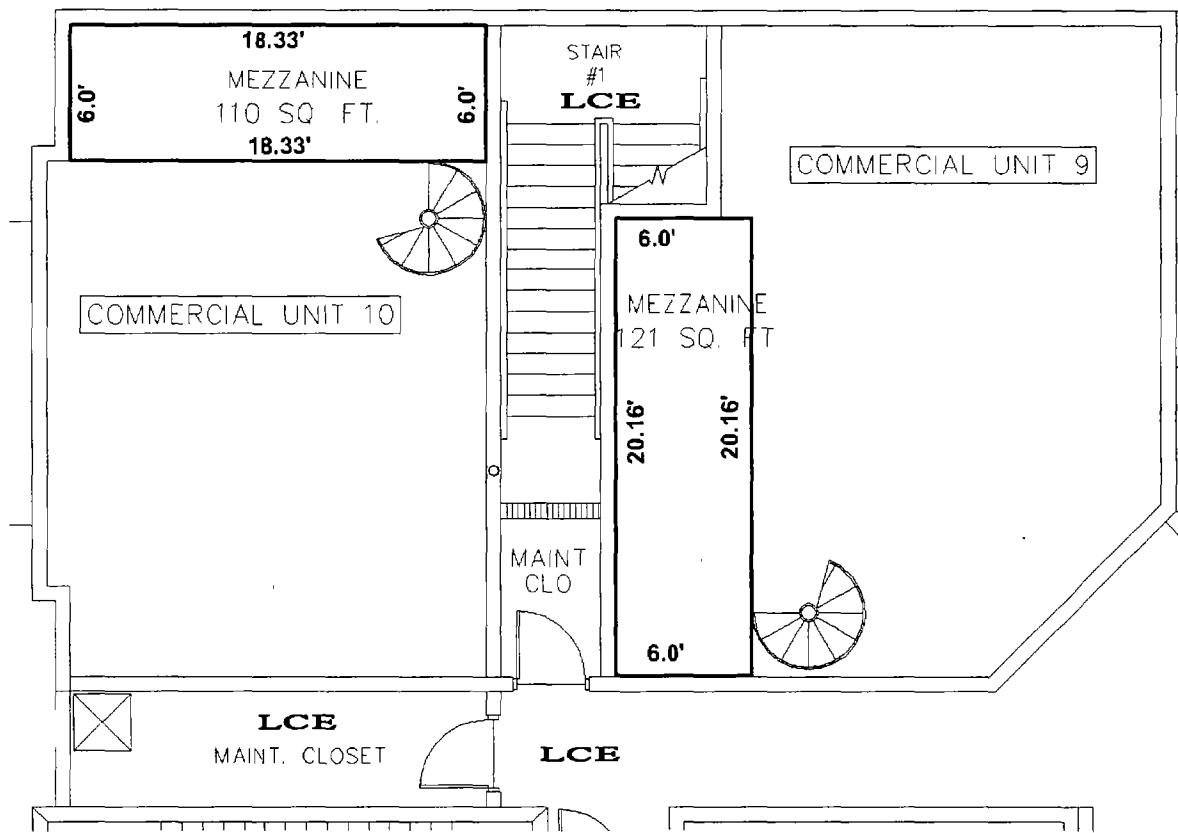 18.33'
MEZZANINE
110 SQ FT.
6.0'
6.0'
18.33'
STAIR
#1
LCE
COMMERCIAL UNIT 9
COMMERCIAL UNIT 10
6.0'
MEZZANINE
121 SQ. FT
20.16'
20.16'
6.0'
MAINT
CLO
LCE
MAINT. CLOSET
LCE